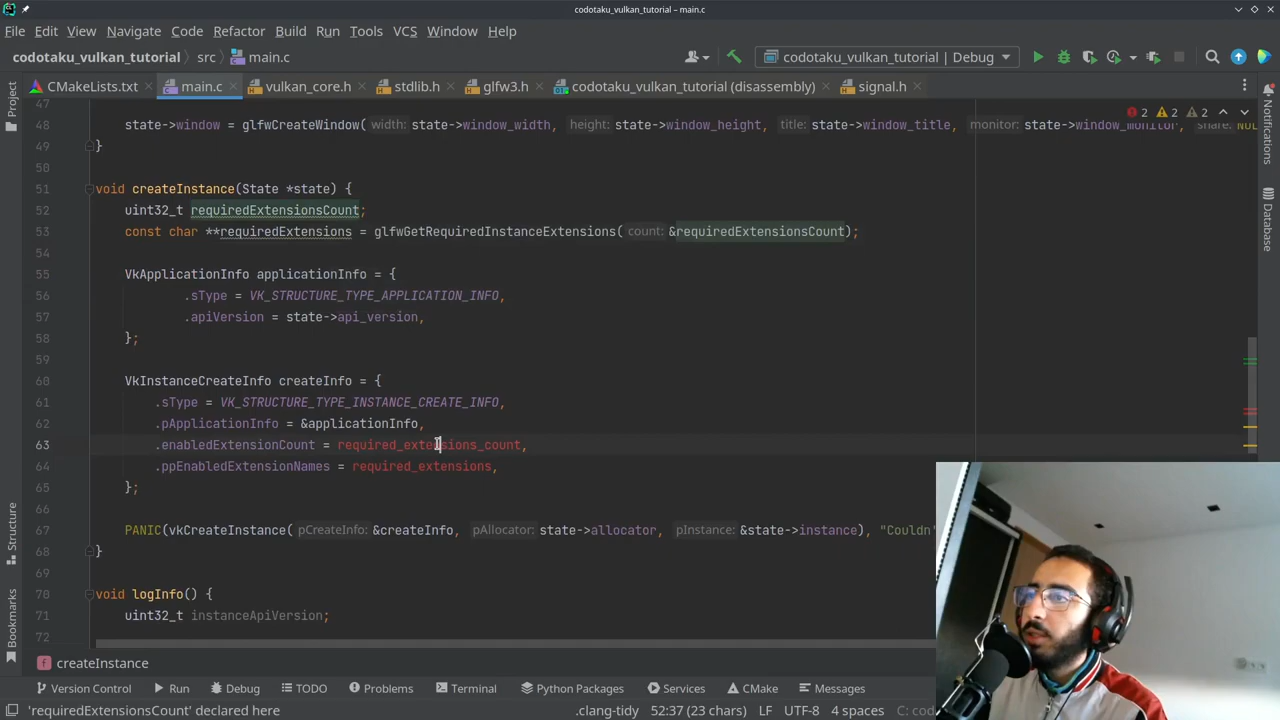 codotaku_vulkan_tutorial – main.c
File Edit View Navigate Code Refactor Build Run Tools VCS Window Help
codotaku_vulkan_tutorial src main.c
codotaku_vulkan_tutorial | Debug
CMakeLists.txt main.c vulkan_core.h stdlib.h glfw3.h codotaku_vulkan_tutorial (disassembly) signal.h
Project
Structure
Bookmarks
Notifications
Database
2 2 2
47
48 state->window = glfwCreateWindow( width: state->window_width, height: state->window_height, title: state->window_title, monitor: state->window_monitor, share: NUL
49 }
50
51 void createInstance(State *state) {
52 uint32_t requiredExtensionsCount;
53 const char **requiredExtensions = glfwGetRequiredInstanceExtensions( count: &requiredExtensionsCount);
54
55 VkApplicationInfo applicationInfo = {
56 .sType = VK_STRUCTURE_TYPE_APPLICATION_INFO,
57 .apiVersion = state->api_version,
58 };
59
60 VkInstanceCreateInfo createInfo = {
61 .sType = VK_STRUCTURE_TYPE_INSTANCE_CREATE_INFO,
62 .pApplicationInfo = &applicationInfo,
63 .enabledExtensionCount = required_extensions_count,
64 .ppEnabledExtensionNames = required_extensions,
65 };
66
67 PANIC(vkCreateInstance( pCreateInfo: &createInfo, pAllocator: state->allocator, pInstance: &state->instance), "Couldn'
68 }
69
70 void logInfo() {
71 uint32_t instanceApiVersion;
72
f createInstance
Version Control Run Debug TODO Problems Terminal Python Packages Services CMake Messages
'requiredExtensionsCount' declared here .clang-tidy 52:37 (23 chars) LF UTF-8 4 spaces C: cod